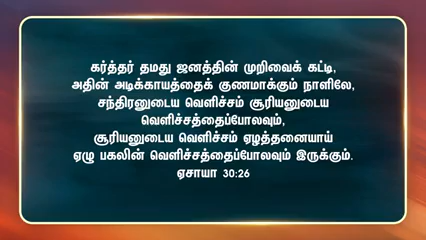 கர்த்தர் தமது ஜனத்தின் முறிவைக் கட்டி,
அதின் அடிக்காயத்தைக் குணமாக்கும் நாளிலே,
சந்திரனுடைய வெளிச்சம் சூரியனுடைய
வெளிச்சத்தைப்போலவும்,
சூரியனுடைய வெளிச்சம் ஏழத்தனையாய்
ஏழு பகலின் வெளிச்சத்தைப்போலவும் இருக்கும்.
ஏசாயா 30:26